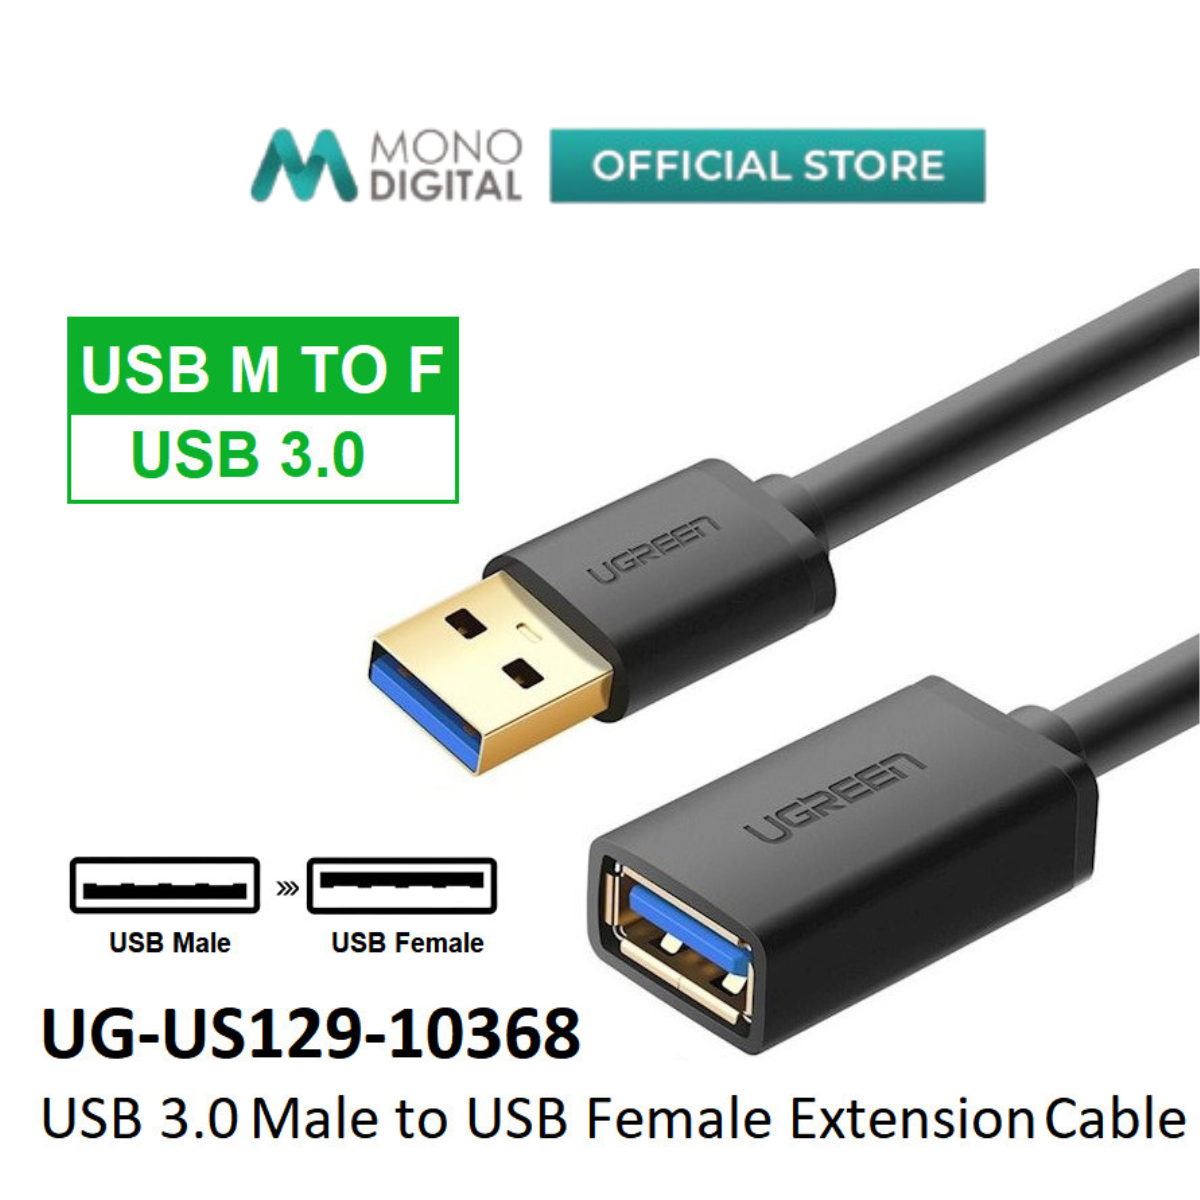 MONO
DIGITAL
OFFICIAL STORE
USB M TO F
USB 3.0
UGREEN
UGREEN
USB Male
USB Female
UG-US129-10368
USB 3.0 Male to USB Female Extension Cable